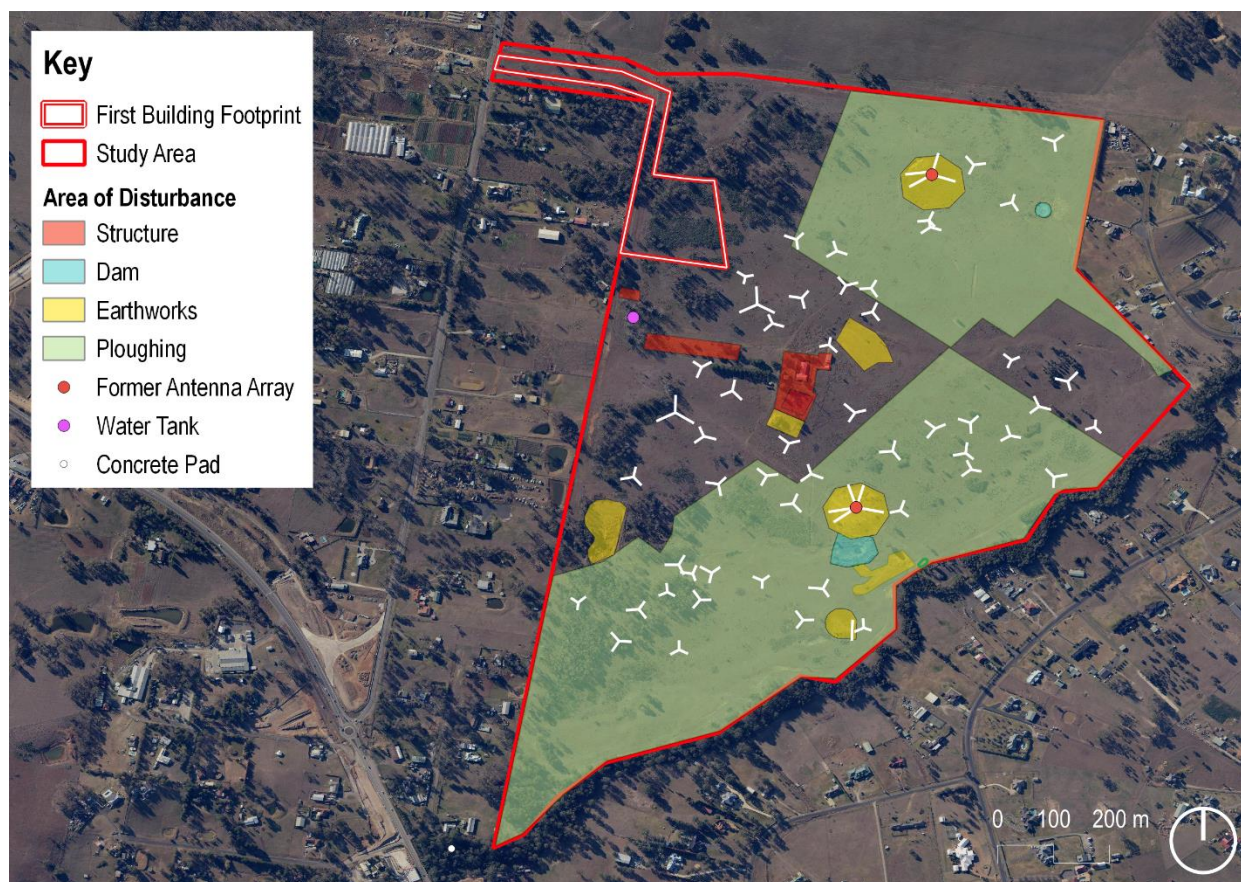 Key
First Building Footprint
Study Area
Area of Disturbance
Structure
Dam
Earthworks
Ploughing
Former Antenna Array
Water Tank
Concrete Pad
0 100 200 m